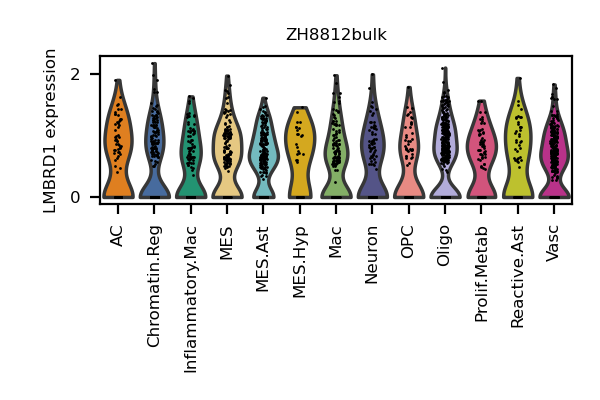 ZH8812bulk
LMBRD1 expression
2
0
AC
Chromatin.Reg
Inflammatory.Mac
MES
MES.Ast
MES.Hyp
Mac
Neuron
OPC
Oligo
Prolif.Metab
Reactive.Ast
Vasc